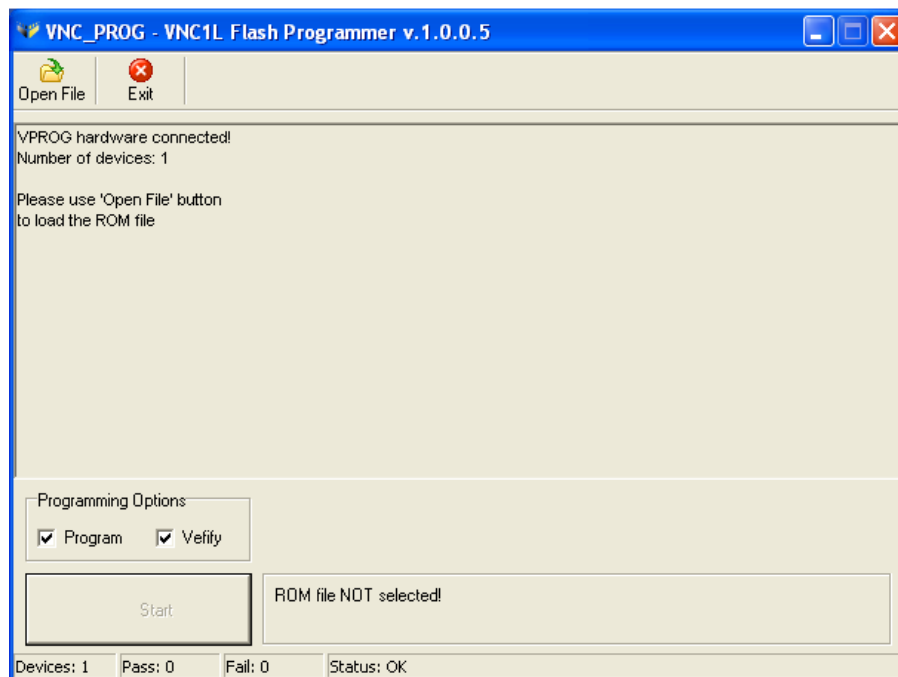 VNC_PROG - VNC1L Flash Programmer v.1.0.0.5
Open File Exit
VPROG hardware connected!
Number of devices: 1
Please use 'Open File' button
to load the ROM file
Programming Options
Program Vefify
Start
ROM file NOT selected!
Devices: 1 Pass: 0 Fail: 0 Status: OK